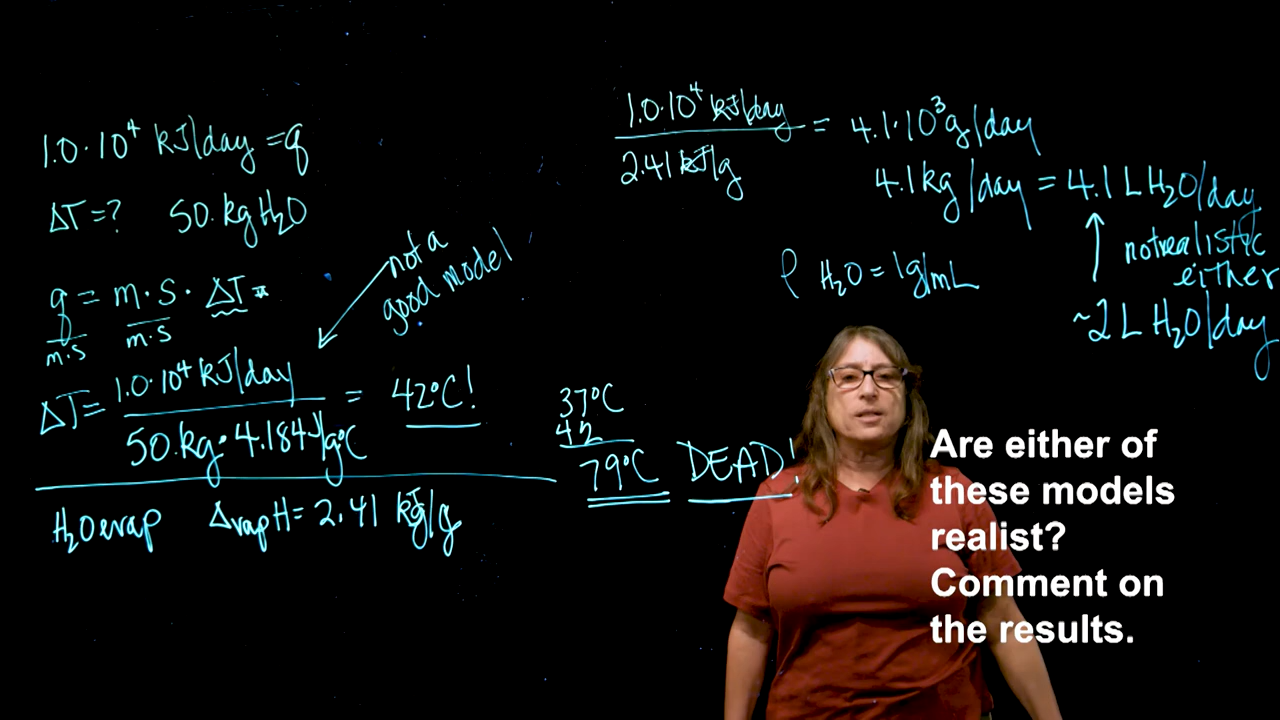 1.0·10⁴ kJ/day = q
ΔT = ? 50. kg H₂O
q = m·s·ΔT
m·s m·s
ΔT = 1.0·10⁴ kJ/day = 42°C!
50. kg · 4.184 J/g°C
not a
good model
37°C
42
79°C DEAD!
H₂O evap ΔvapH = 2.41 kJ/g
1.0·10⁴ kJ/day = 4.1·10³ g/day
2.41 kJ/g
4.1 kg/day = 4.1 L H₂O/day
not realistic
either
ρ H₂O = 1g/mL
~2 L H₂O/day
Are either of
these models
realist?
Comment on
the results.